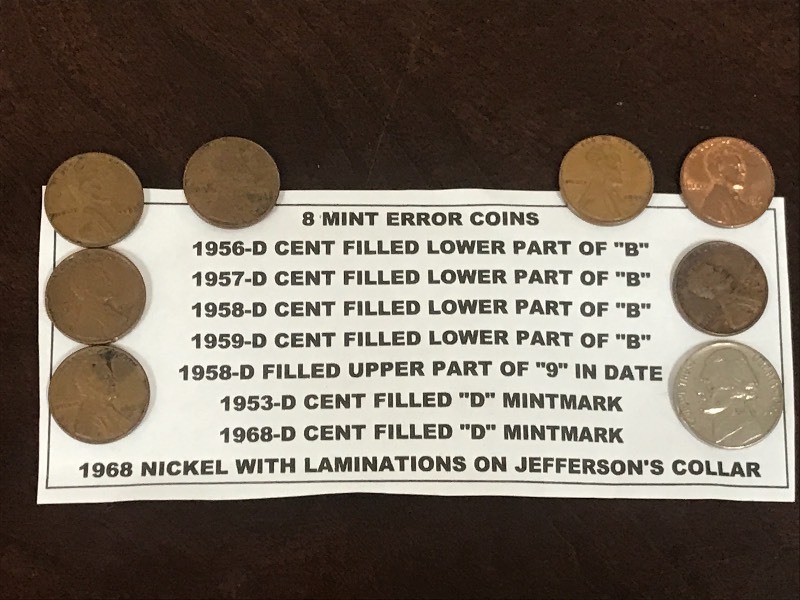 8 MINT ERROR COINS
1956-D CENT FILLED LOWER PART OF "B"
1957-D CENT FILLED LOWER PART OF "B"
1958-D CENT FILLED LOWER PART OF "B"
1959-D CENT FILLED LOWER PART OF "B"
1958-D FILLED UPPER PART OF "9" IN DATE
1953-D CENT FILLED "D" MINTMARK
1968-D CENT FILLED "D" MINTMARK
1968 NICKEL WITH LAMINATIONS ON JEFFERSON'S COLLAR